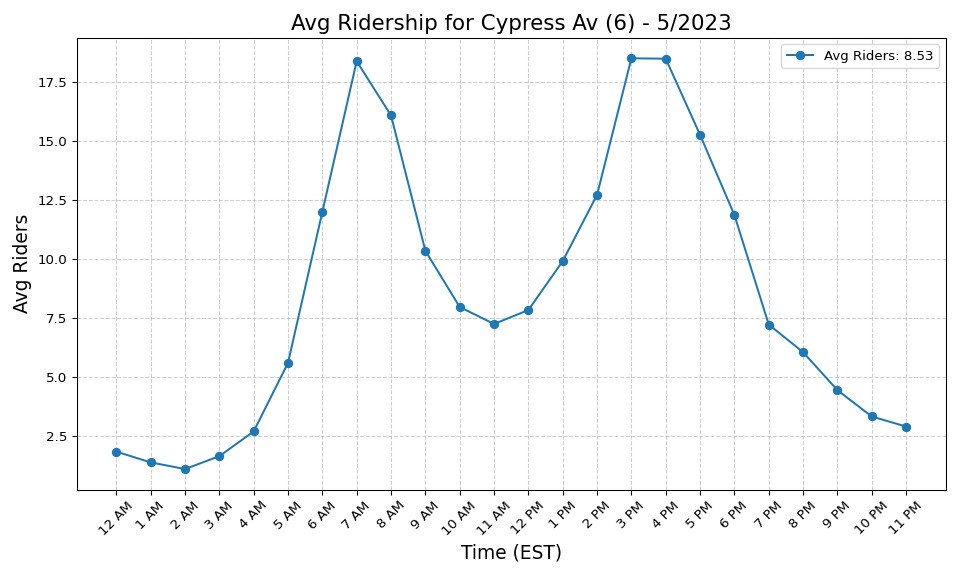 Avg Ridership for Cypress Av (6) - 5/2023
Avg Riders: 8.53
Avg Riders
17.5
15.0
12.5
10.0
7.5
5.0
2.5
12 AM
1 AM
2 AM
3 AM
4 AM
5 AM
6 AM
7 AM
8 AM
9 AM
10 AM
11 AM
12 PM
1 PM
2 PM
3 PM
4 PM
5 PM
6 PM
7 PM
8 PM
9 PM
10 PM
11 PM
Time (EST)